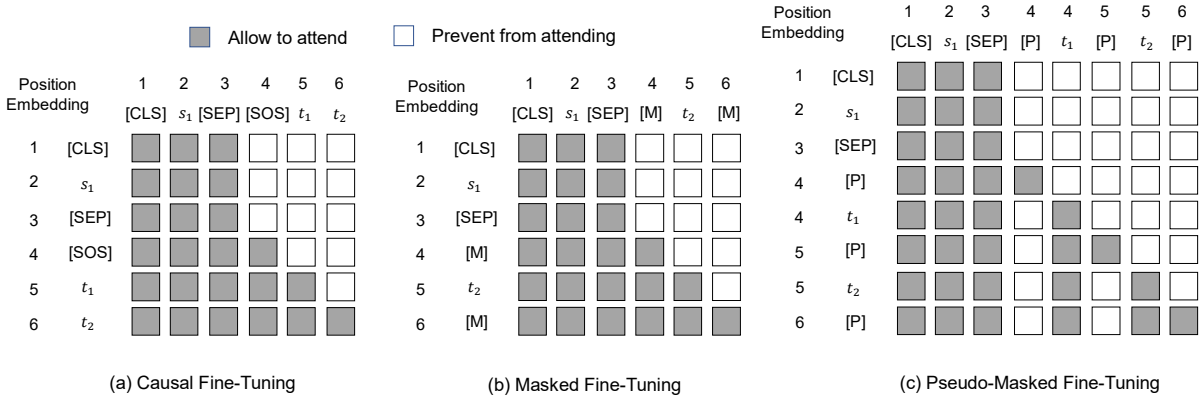 Allow to attend
Prevent from attending
Position Embedding
1 2 3 4 5 6
[CLS] s₁ [SEP] [SOS] t₁ t₂
1 [CLS]
2 s₁
3 [SEP]
4 [SOS]
5 t₁
6 t₂
(a) Causal Fine-Tuning
Position Embedding
1 2 3 4 5 6
[CLS] s₁ [SEP] [M] t₂ [M]
1 [CLS]
2 s₁
3 [SEP]
4 [M]
5 t₂
6 [M]
(b) Masked Fine-Tuning
Position Embedding
1 2 3 4 4 5 5 6
[CLS] s₁ [SEP] [P] t₁ [P] t₂ [P]
1 [CLS]
2 s₁
3 [SEP]
4 [P]
4 t₁
5 [P]
5 t₂
6 [P]
(c) Pseudo-Masked Fine-Tuning